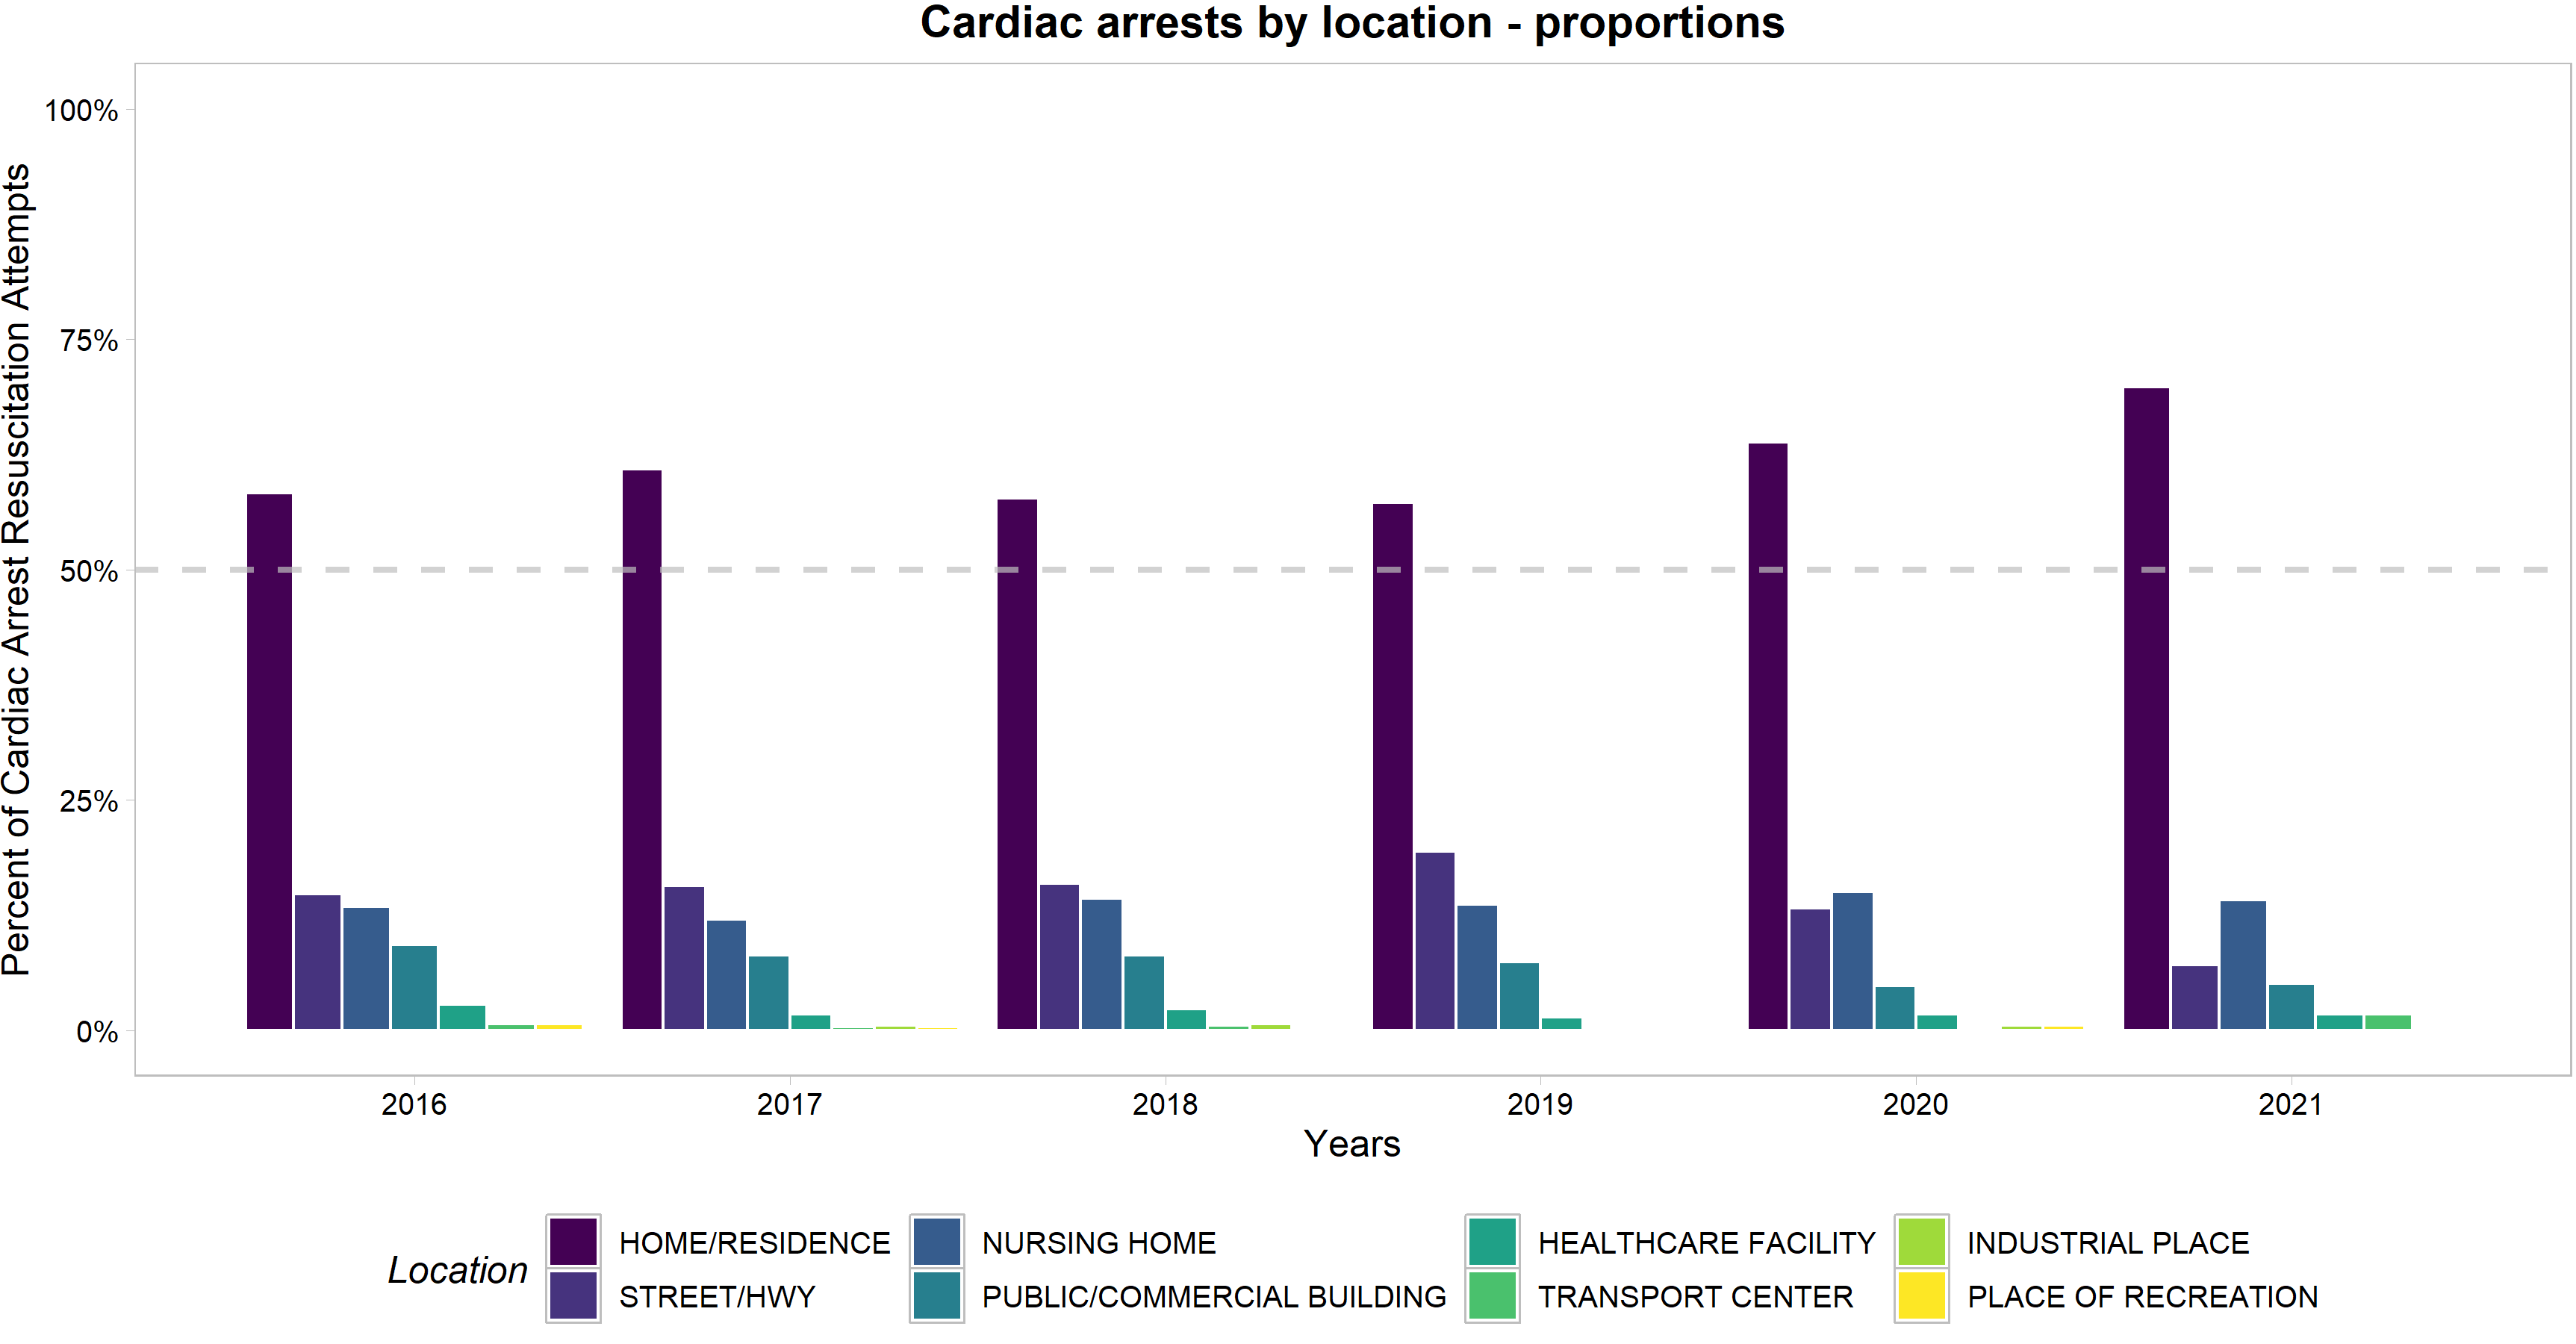 Cardiac arrests by location - proportions
Percent of Cardiac Arrest Resuscitation Attempts
100%
75%
50%
25%
0%
2016 2017 2018 2019 2020 2021
Years
Location
HOME/RESIDENCE NURSING HOME HEALTHCARE FACILITY INDUSTRIAL PLACE
STREET/HWY PUBLIC/COMMERCIAL BUILDING TRANSPORT CENTER PLACE OF RECREATION